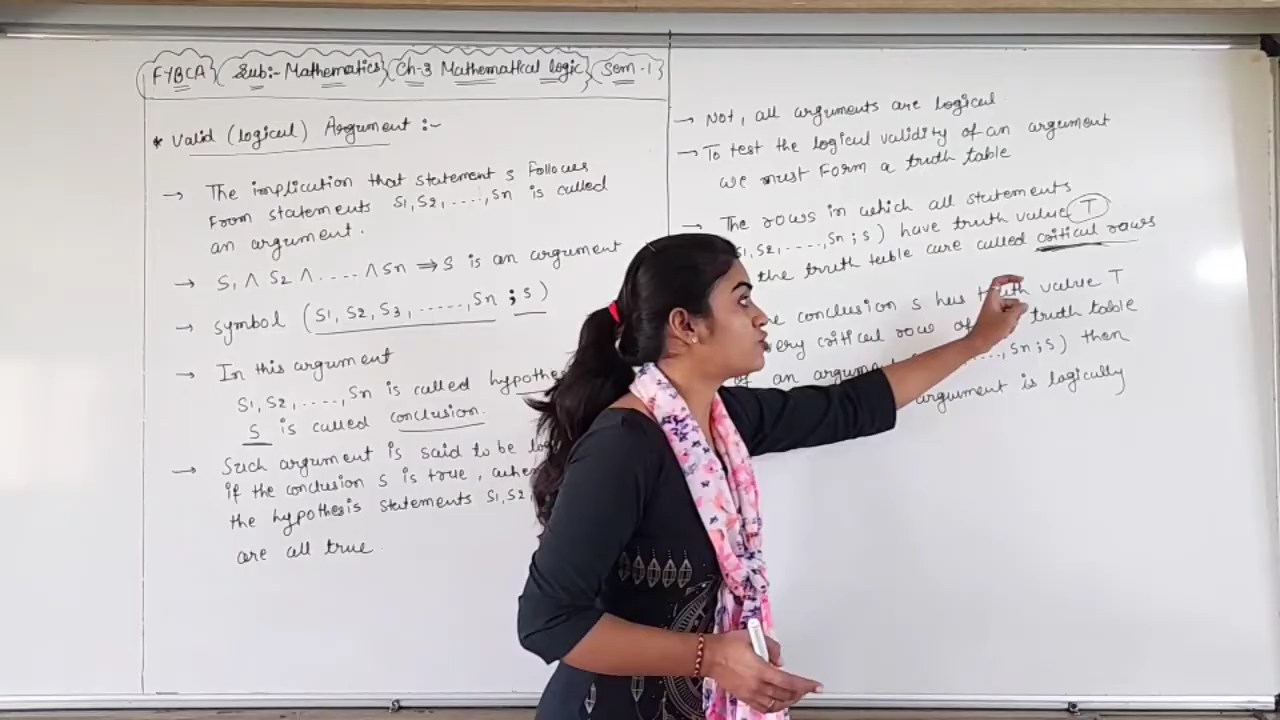 FYBCA Sub:- Mathematics Ch-3 Mathematical logic Sem-1
* Valid (logical) Argument :-
→ The implication that statement s follows
from statements S1, S2, ....., Sn is called
an argument.
→ S1 ∧ S2 ∧ ..... ∧ Sn ⇒ S is an argument
→ symbol (S1, S2, S3, ....., Sn ; S)
→ In this argument
S1, S2, ....., Sn is called
S is called conclusion.
→ Such argument is said to be
if the conclusion s is true,
the hypothesis statements S1, S2,
are all true.
→ Not, all arguments are logical.
→ To test the logical validity of an argument
we must form a truth table
→ The rows in which all statements
S1, S2, ....., Sn ; S) have truth value T
the truth table are called critical rows
conclusion s has truth value T
critical row of truth table
of an ....., Sn ; S) then
argument is logically